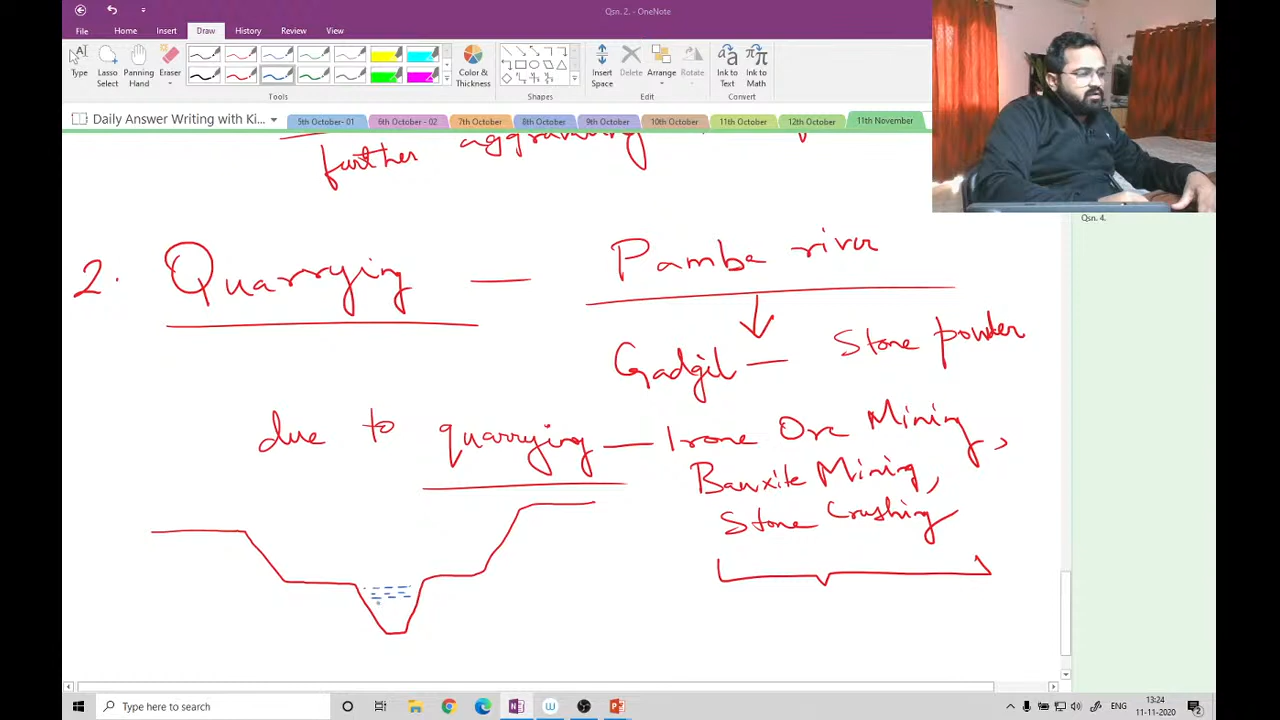 Qsn. 2. - OneNote
File Home Insert Draw History Review View
Type Lasso Select Panning Hand Eraser Color & Thickness Insert Space Delete Arrange Rotate Ink to Text Ink to Math
Tools Shapes Edit Convert
Daily Answer Writing with Ki... 5th October- 01 6th October - 02 7th October 8th October 9th October 10th October 11th October 12th October 11th November
Qsn. 4.
further
2. Quarrying — Pamba river
Gadgil — Stone powder
due to quarrying — Irone Ore Mining,
Bauxite Mining,
Stone Crushing
Type here to search
13:24
11-11-2020
2